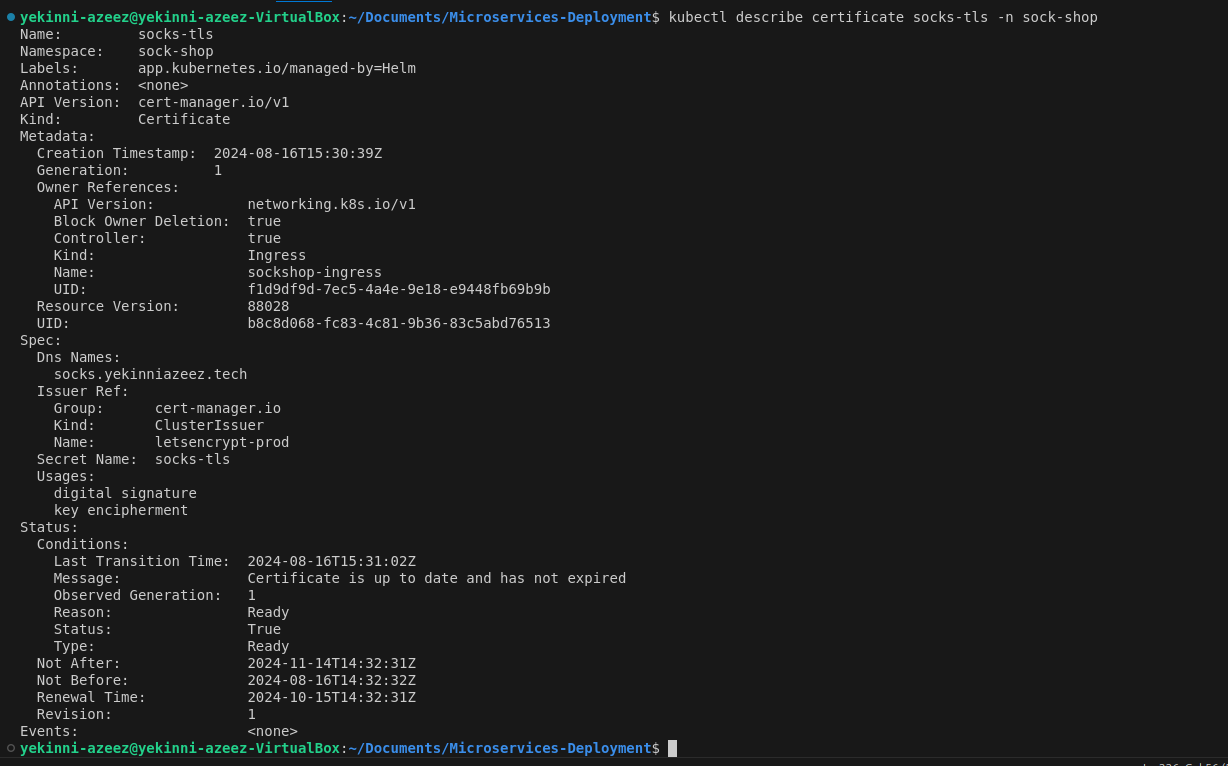 yekinni-azeez@yekinni-azeez-VirtualBox:~/Documents/Microservices-Deployment$ kubectl describe certificate socks-tls -n sock-shop
Name:         socks-tls
Namespace:    sock-shop
Labels:       app.kubernetes.io/managed-by=Helm
Annotations:  <none>
API Version:  cert-manager.io/v1
Kind:         Certificate
Metadata:
  Creation Timestamp:  2024-08-16T15:30:39Z
  Generation:          1
  Owner References:
    API Version:           networking.k8s.io/v1
    Block Owner Deletion:  true
    Controller:            true
    Kind:                  Ingress
    Name:                  sockshop-ingress
    UID:                   f1d9df9d-7ec5-4a4e-9e18-e9448fb69b9b
  Resource Version:        88028
  UID:                     b8c8d068-fc83-4c81-9b36-83c5abd76513
Spec:
  Dns Names:
    socks.yekinniazeez.tech
  Issuer Ref:
    Group:      cert-manager.io
    Kind:       ClusterIssuer
    Name:       letsencrypt-prod
  Secret Name:  socks-tls
  Usages:
    digital signature
    key encipherment
Status:
  Conditions:
    Last Transition Time:  2024-08-16T15:31:02Z
    Message:               Certificate is up to date and has not expired
    Observed Generation:   1
    Reason:                Ready
    Status:                True
    Type:                  Ready
  Not After:               2024-11-14T14:32:31Z
  Not Before:              2024-08-16T14:32:32Z
  Renewal Time:            2024-10-15T14:32:31Z
  Revision:                1
Events:                    <none>
yekinni-azeez@yekinni-azeez-VirtualBox:~/Documents/Microservices-Deployment$